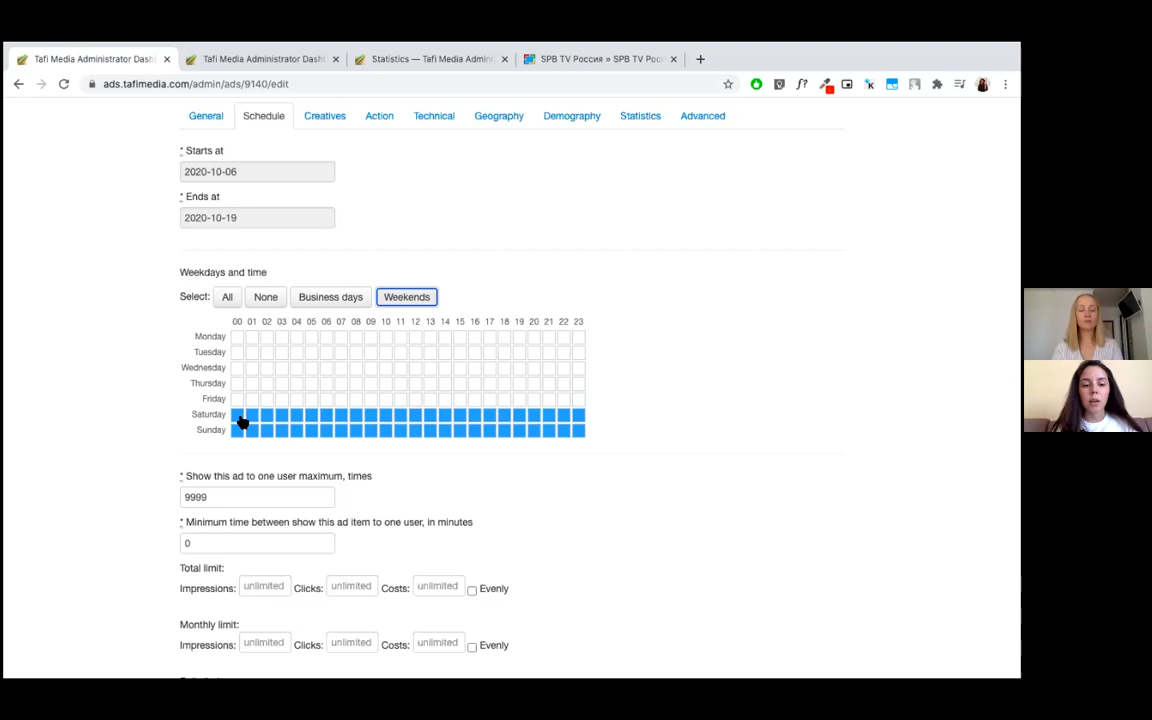 Tafi Media Administrator Dash
Tafi Media Administrator Dash
Statistics — Tafi Media Admin
SPB TV Россия » SPB TV Рос
ads.tafimedia.com/admin/ads/9140/edit
General Schedule Creatives Action Technical Geography Demography Statistics Advanced
* Starts at
2020-10-06
* Ends at
2020-10-19
Weekdays and time
Select: All None Business days Weekends
00 01 02 03 04 05 06 07 08 09 10 11 12 13 14 15 16 17 18 19 20 21 22 23
Monday
Tuesday
Wednesday
Thursday
Friday
Saturday
Sunday
* Show this ad to one user maximum, times
9999
* Minimum time between show this ad item to one user, in minutes
0
Total limit:
Impressions: unlimited Clicks: unlimited Costs: unlimited Evenly
Monthly limit:
Impressions: unlimited Clicks: unlimited Costs: unlimited Evenly